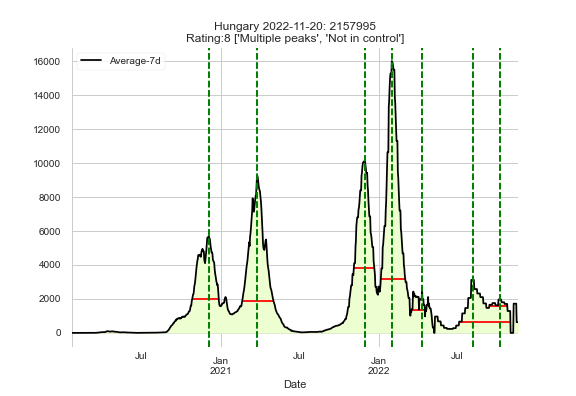 Hungary 2022-11-20: 2157995
Rating:8 ['Multiple peaks', 'Not in control']
Average-7d
16000
14000
12000
10000
8000
6000
4000
2000
0
Jul
Jan
2021
Jul
Jan
2022
Jul
Date